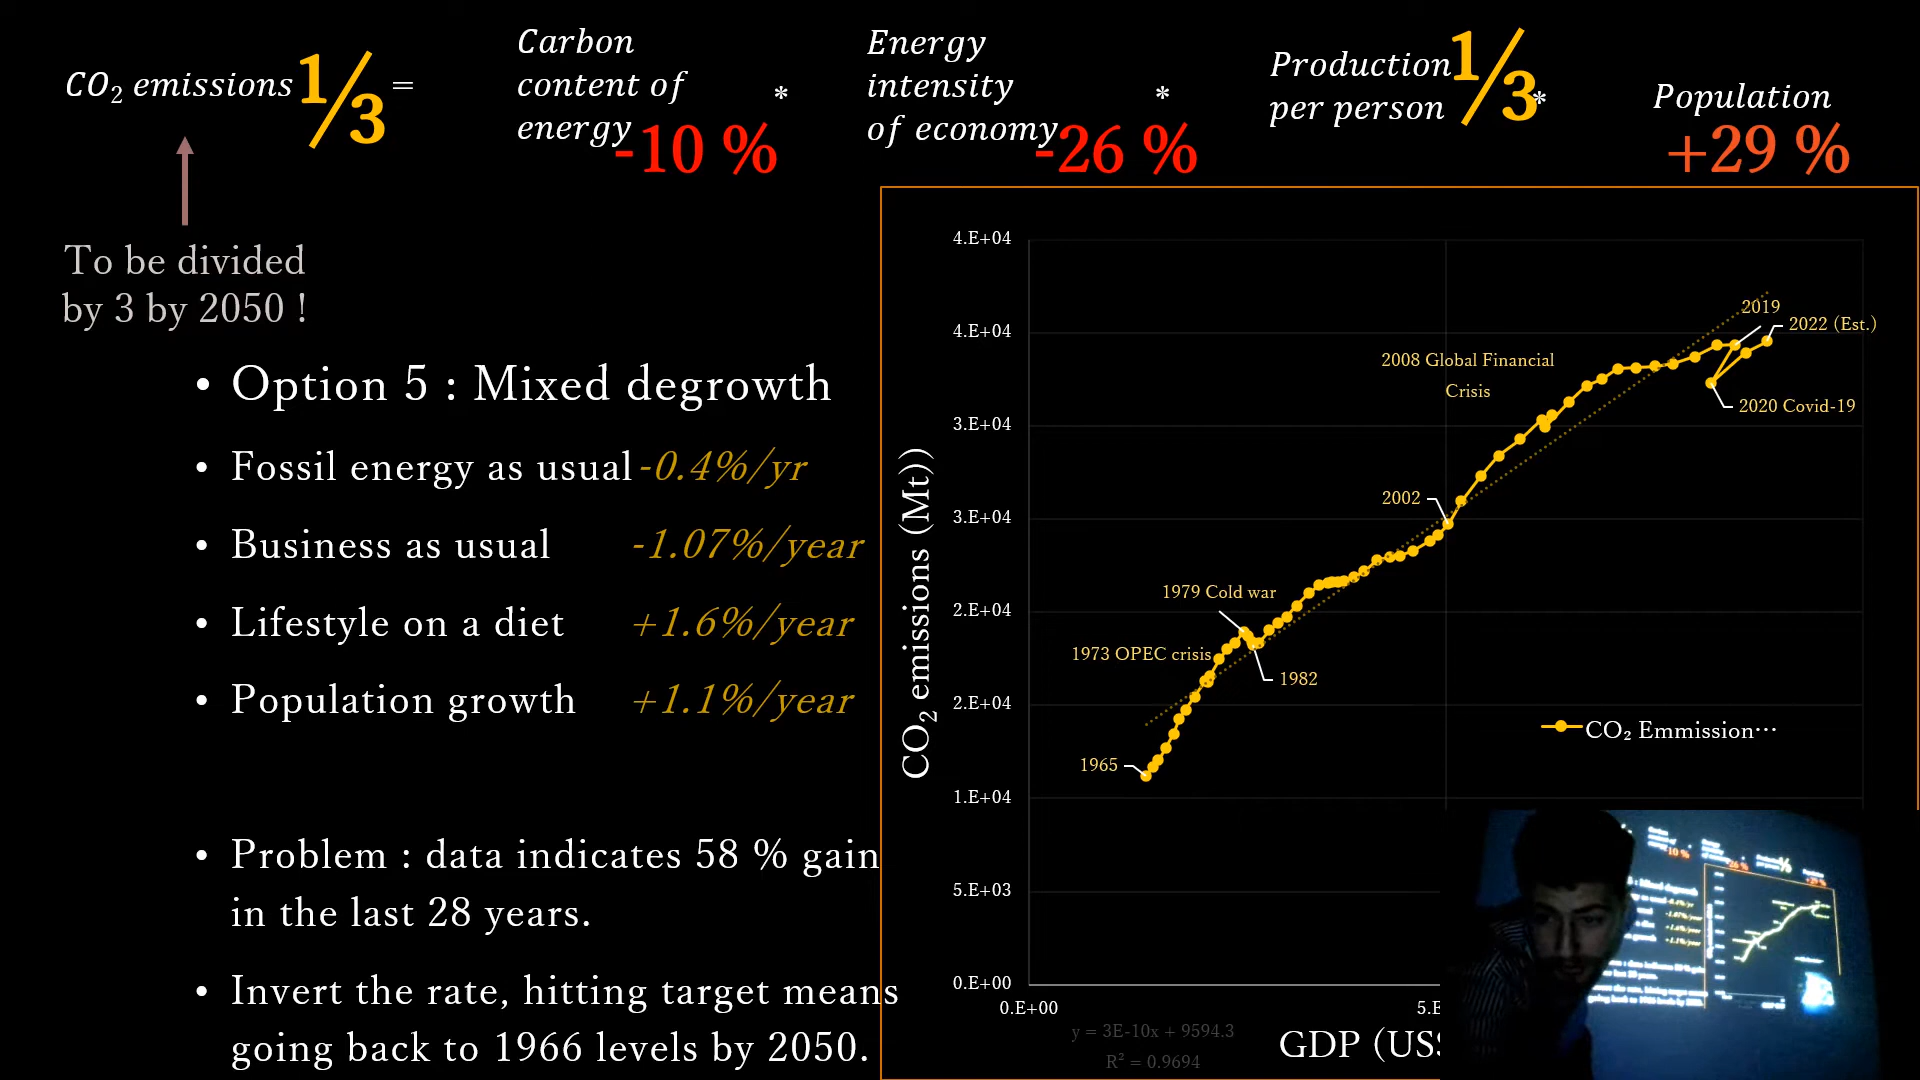 CO₂ emissions 1/3 =
Carbon
content of
energy
-10 %
*
Energy
intensity
of economy
-26 %
*
Production
per person
1/3
*
Population
+29 %
To be divided
by 3 by 2050 !
• Option 5 : Mixed degrowth
• Fossil energy as usual -0.4%/yr
• Business as usual -1.07%/year
• Lifestyle on a diet +1.6%/year
• Population growth +1.1%/year
• Problem : data indicates 58 % gain
in the last 28 years.
• Invert the rate, hitting target means
going back to 1966 levels by 2050.
CO₂ emissions (Mt))
4.E+04
4.E+04
3.E+04
3.E+04
2.E+04
2.E+04
1.E+04
5.E+03
0.E+00
2019
2022 (Est.)
2008 Global Financial
Crisis
2020 Covid-19
2002
1979 Cold war
1973 OPEC crisis
1982
CO₂ Emmission…
1965
0.E+00
y = 3E-10x + 9594.3
R² = 0.9694
GDP (US$